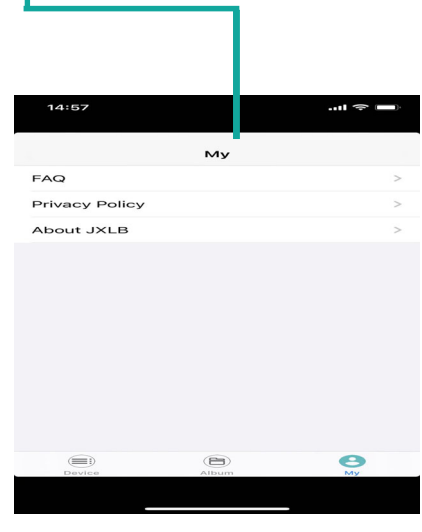 14:57
My
FAQ >
Privacy Policy >
About JXLB >
Device Album My